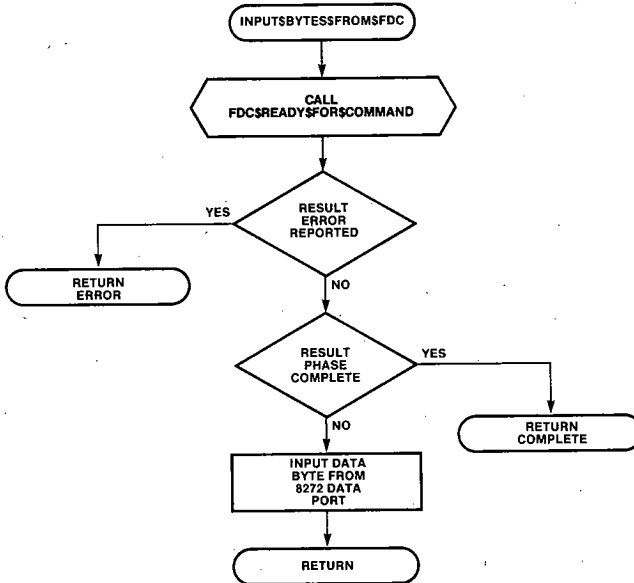 INPUT$BYTES$FROM$FDC
CALL
FDC$READY$FOR$COMMAND
RESULT
ERROR
REPORTED
YES
RETURN
ERROR
NO
RESULT
PHASE
COMPLETE
YES
RETURN
COMPLETE
NO
INPUT DATA
BYTE FROM
8272 DATA
PORT
RETURN